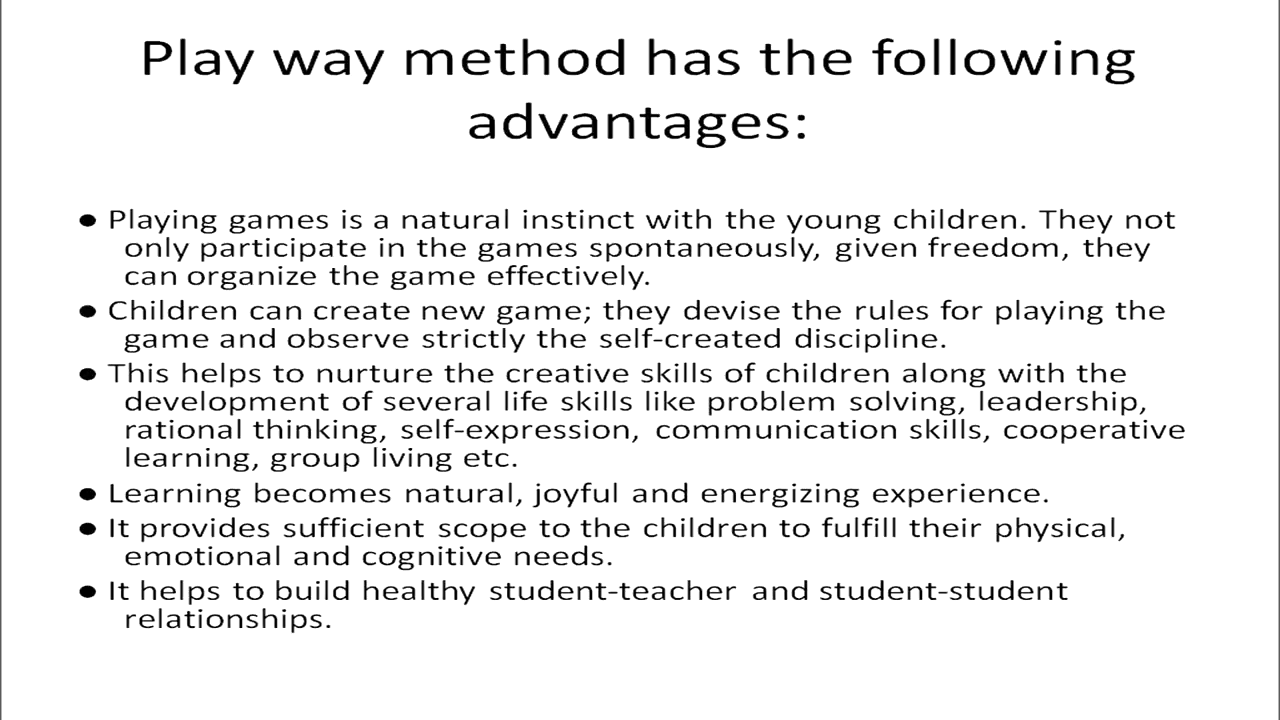 Play way method has the following
advantages:
● Playing games is a natural instinct with the young children. They not
only participate in the games spontaneously, given freedom, they
can organize the game effectively.
● Children can create new game; they devise the rules for playing the
game and observe strictly the self-created discipline.
● This helps to nurture the creative skills of children along with the
development of several life skills like problem solving, leadership,
rational thinking, self-expression, communication skills, cooperative
learning, group living etc.
● Learning becomes natural, joyful and energizing experience.
● It provides sufficient scope to the children to fulfill their physical,
emotional and cognitive needs.
● It helps to build healthy student-teacher and student-student
relationships.